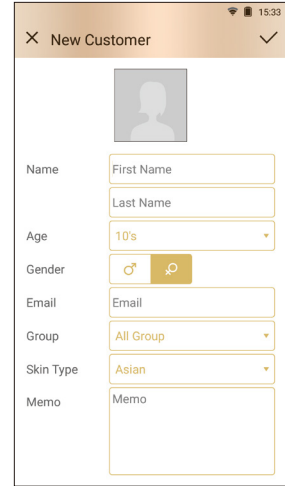 15:33
New Customer
Name First Name
Last Name
Age 10's
Gender
Email Email
Group All Group
Skin Type Asian
Memo Memo